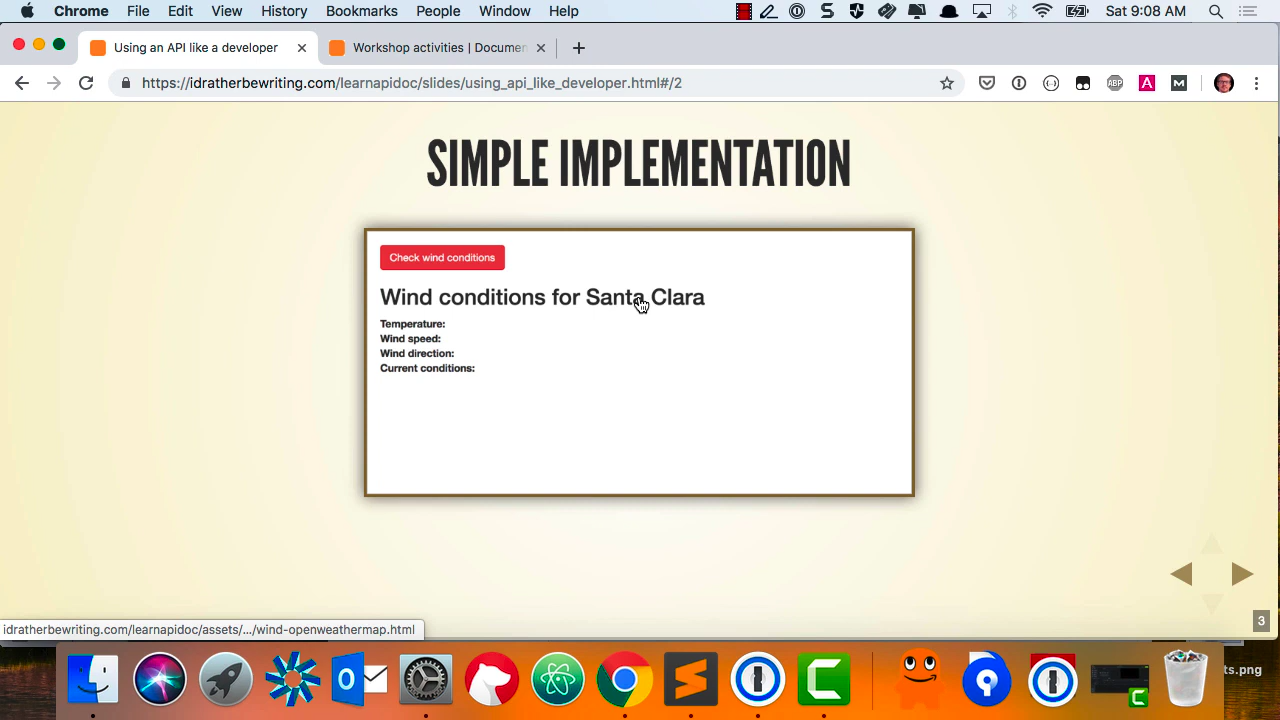 Chrome File Edit View History Bookmarks People Window Help Sat 9:08 AM
Using an API like a developer
Workshop activities | Documen
https://idratherbewriting.com/learnapidoc/slides/using_api_like_developer.html#/2
ABP A M
SIMPLE IMPLEMENTATION
Check wind conditions
Wind conditions for Santa Clara
Temperature:
Wind speed:
Wind direction:
Current conditions:
3
idratherbewriting.com/learnapidoc/assets/.../wind-openweathermap.html
ts.png